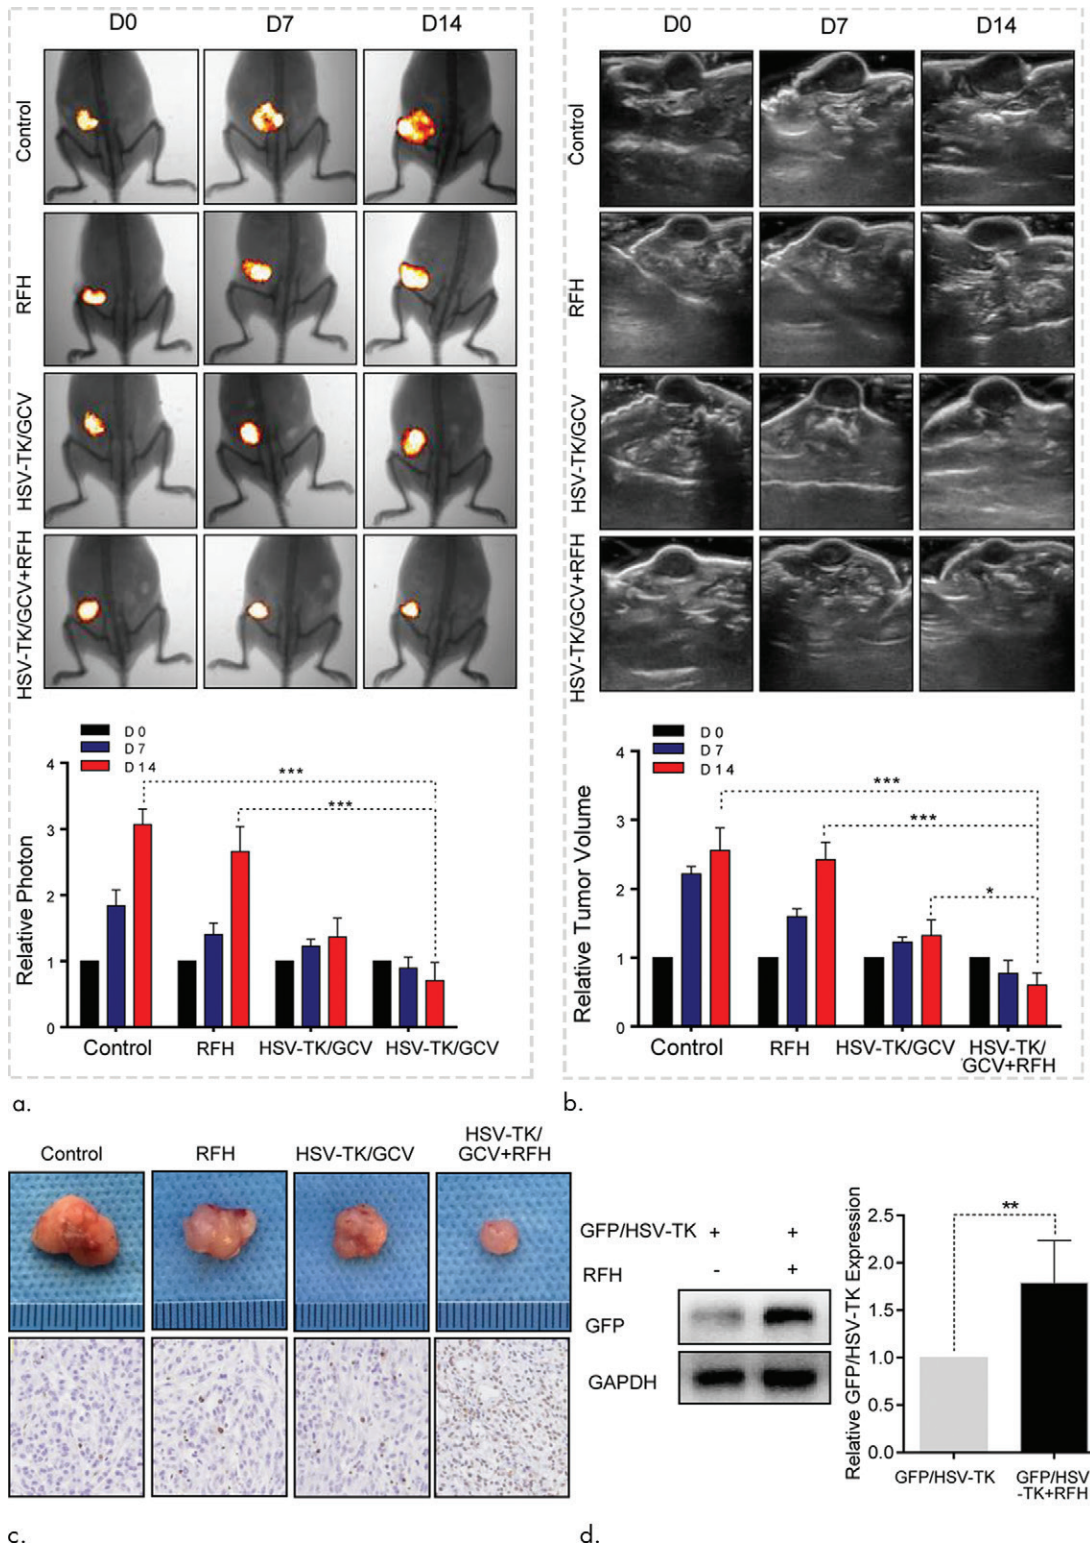 D0 D7 D14
Control
RFH
HSV-TK/GCV
HSV-TK/GCV+RFH
D 0
D 7
D 14
Relative Photon
4
3
2
1
0
***
***
Control RFH HSV-TK/GCV HSV-TK/GCV
a.
D0 D7 D14
Control
RFH
HSV-TK/GCV
HSV-TK/GCV+RFH
D 0
D 7
D 14
Relative Tumor Volume
4
3
2
1
0
***
***
*
Control RFH HSV-TK/GCV HSV-TK/
GCV+RFH
b.
Control RFH HSV-TK/GCV HSV-TK/
GCV+RFH
c.
GFP/HSV-TK + +
RFH - +
GFP
GAPDH
Relative GFP/HSV-TK Expression
2.5
2.0
1.5
1.0
0.5
0.0
**
GFP/HSV-TK GFP/HSV
-TK+RFH
d.